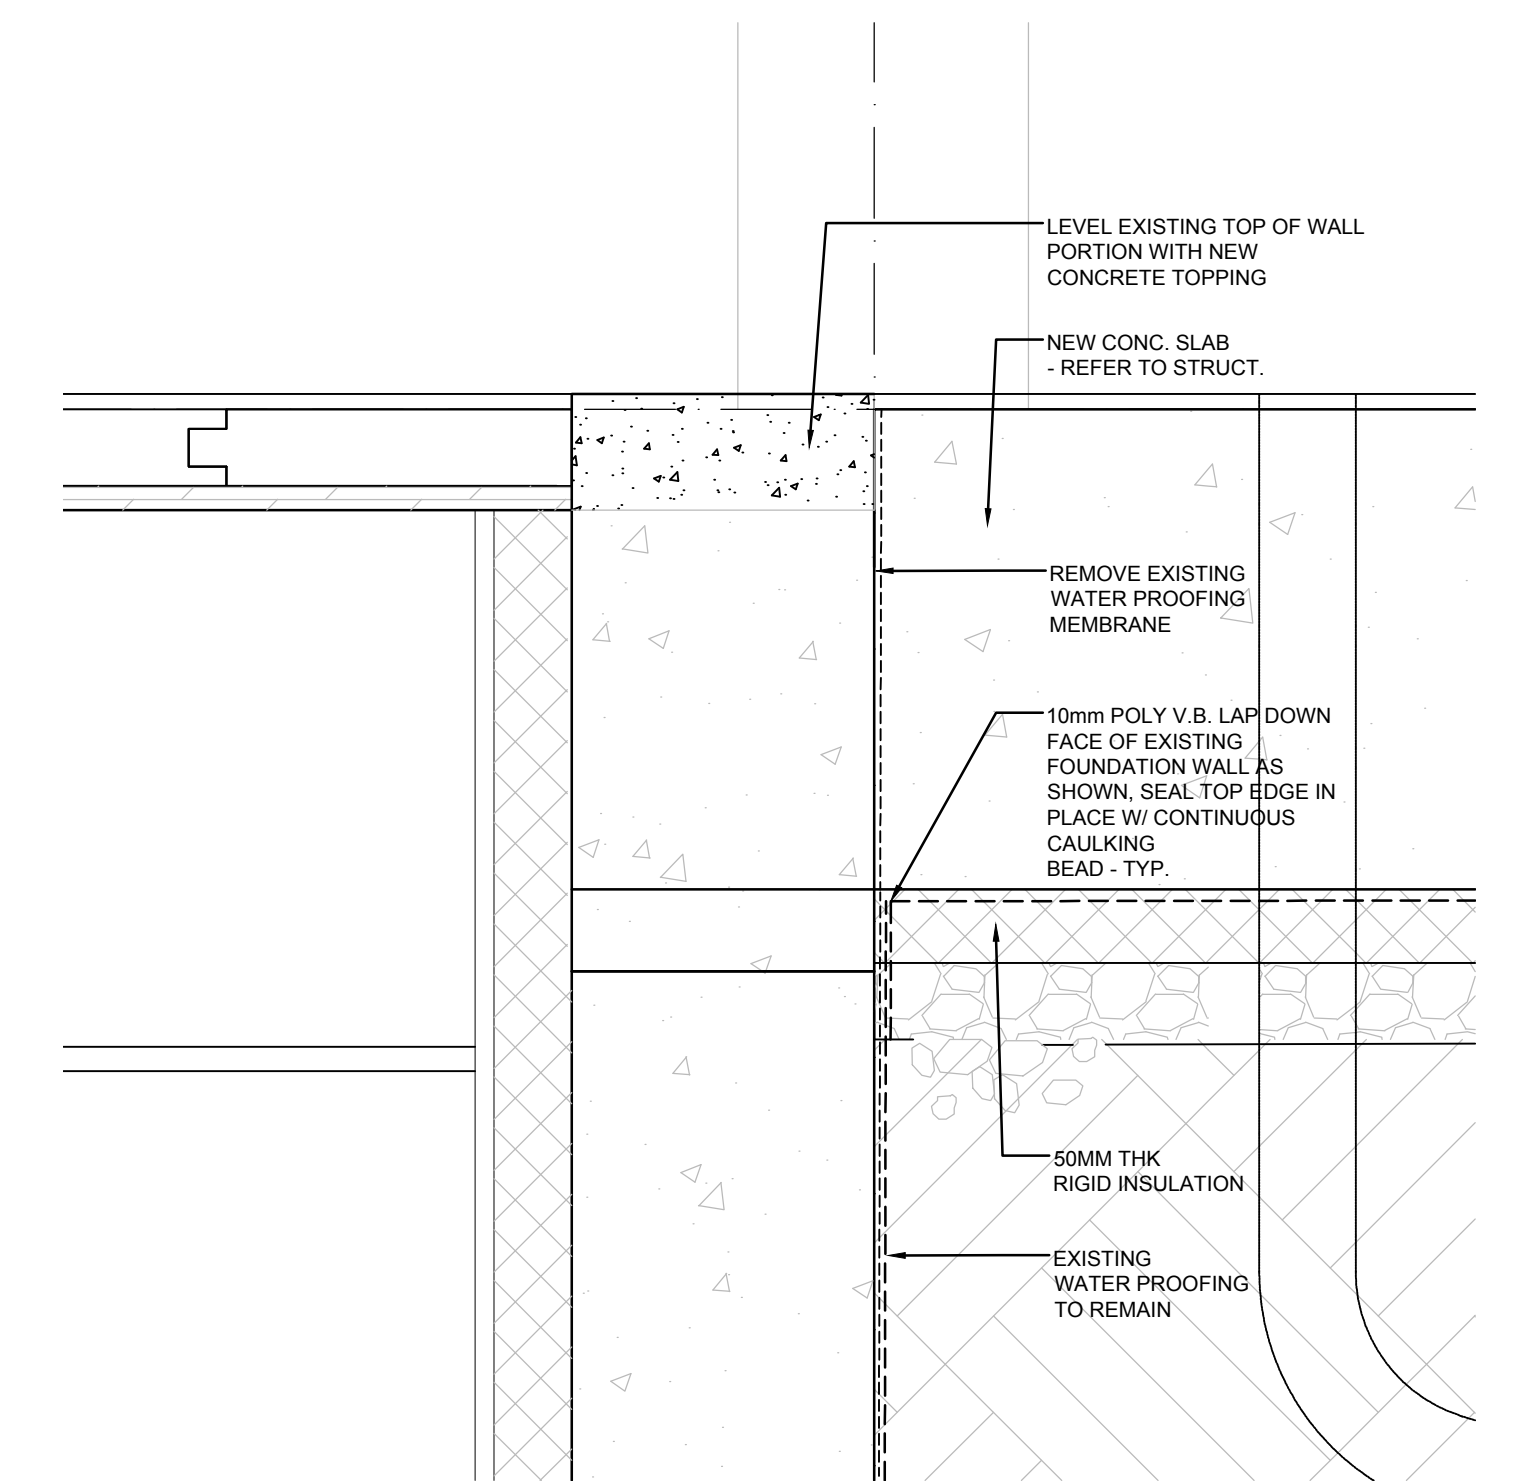 LEVEL EXISTING TOP OF WALL
PORTION WITH NEW
CONCRETE TOPPING
NEW CONC. SLAB
- REFER TO STRUCT.
REMOVE EXISTING
WATER PROOFING
MEMBRANE
10mm POLY V.B. LAP DOWN
FACE OF EXISTING
FOUNDATION WALL AS
SHOWN, SEAL TOP EDGE IN
PLACE W/ CONTINUOUS
CAULKING
BEAD - TYP.
50MM THK
RIGID INSULATION
EXISTING
WATER PROOFING
TO REMAIN